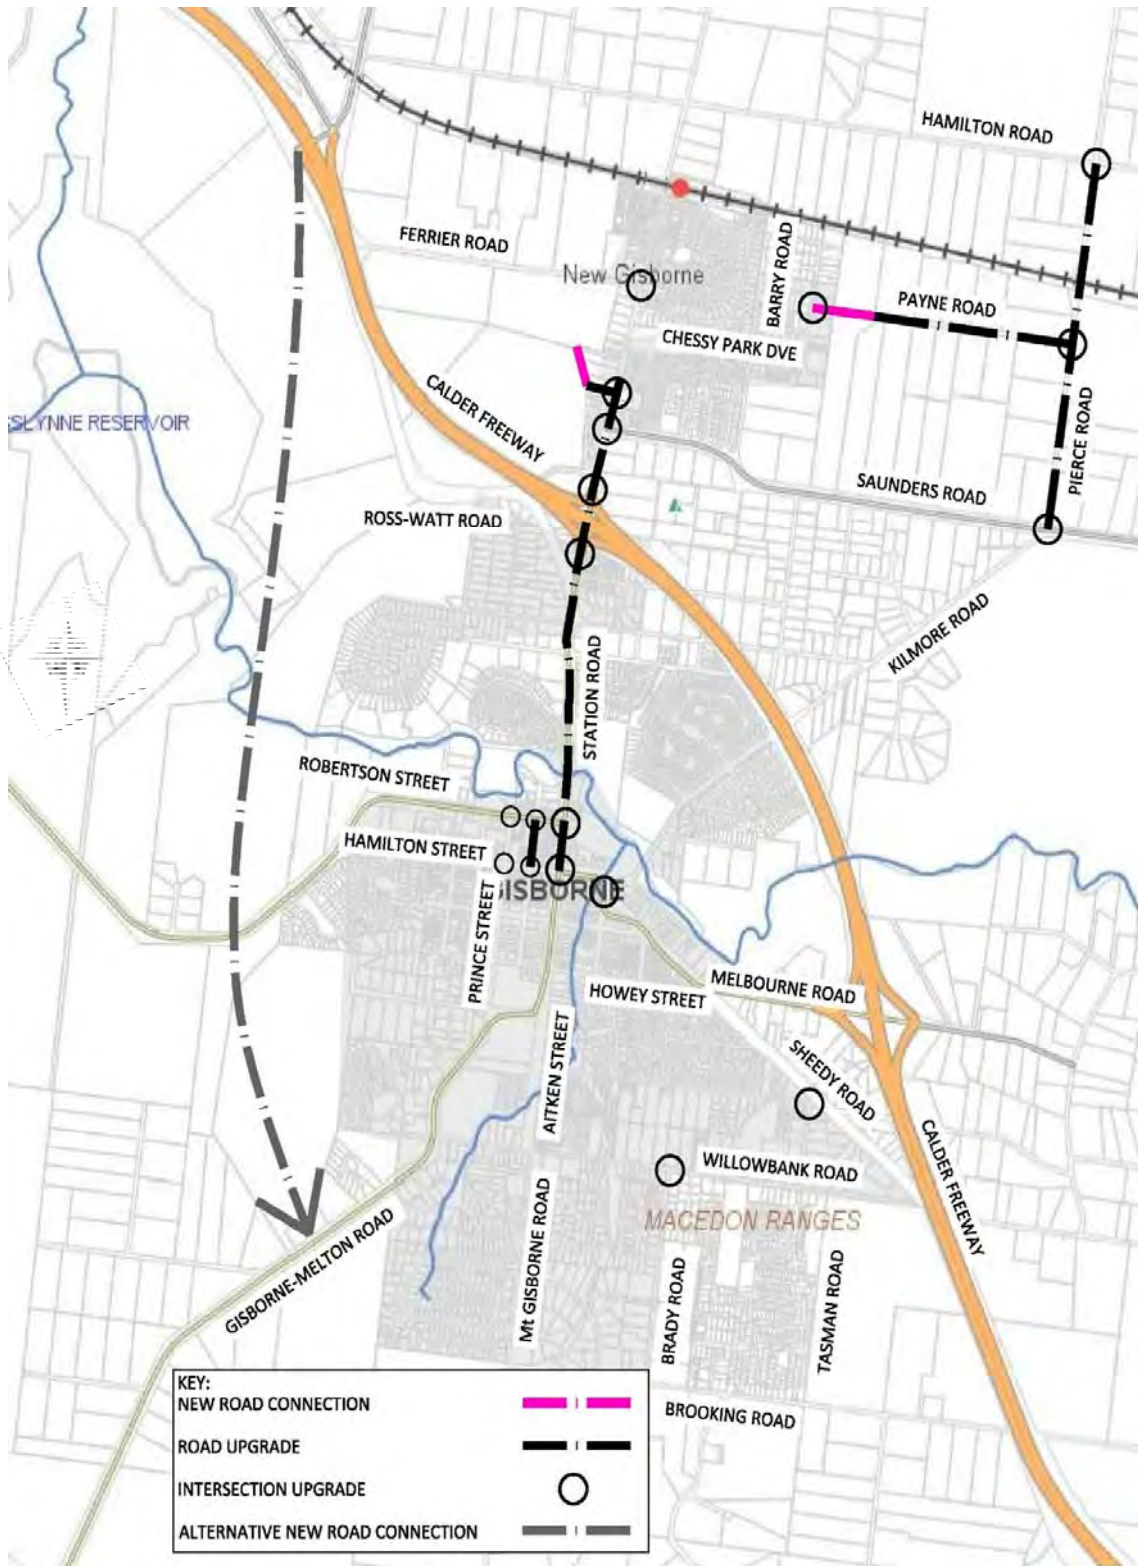 HAMILTON ROAD
FERRIER ROAD
New Gisborne
BARRY ROAD
PAYNE ROAD
CHESSY PARK DVE
CALDER FREEWAY
SLYNNE RESERVOIR
PIERCE ROAD
SAUNDERS ROAD
ROSS-WATT ROAD
KILMORE ROAD
STATION ROAD
ROBERTSON STREET
HAMILTON STREET
GISBORNE
PRINCE STREET
MELBOURNE ROAD
HOWEY STREET
AITKEN STREET
SHEEDY ROAD
WILLOWBANK ROAD
CALDER FREEWAY
MACEDON RANGES
GISBORNE-MELTON ROAD
Mt GISBORNE ROAD
BRADY ROAD
TASMAN ROAD
BROOKING ROAD
KEY:
NEW ROAD CONNECTION
ROAD UPGRADE
INTERSECTION UPGRADE
ALTERNATIVE NEW ROAD CONNECTION